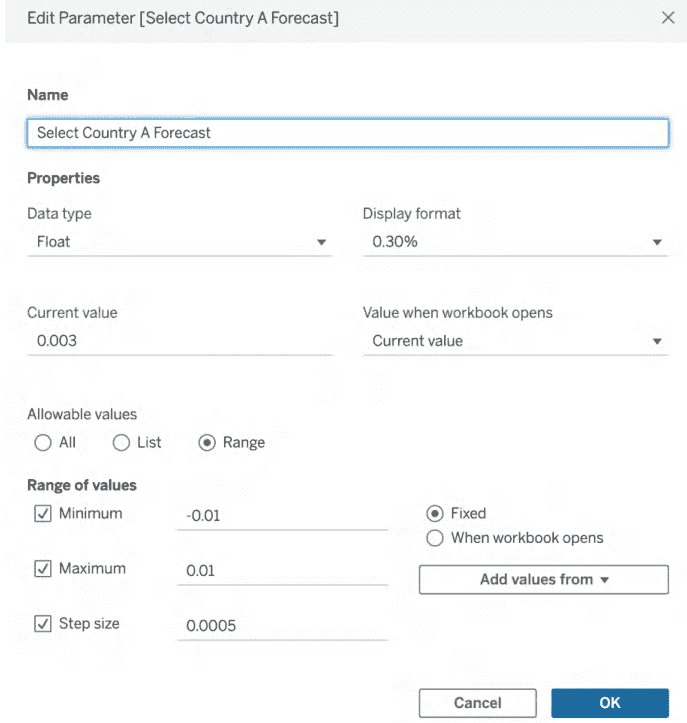 Edit Parameter [Select Country A Forecast]
Name
Select Country A Forecast
Properties
Data type
Display format
Float
0.30%
Current value
Value when workbook opens
0.003
Current value
Allowable values
All List Range
Range of values
Minimum -0.01
Fixed
When workbook opens
Maximum 0.01
Add values from
Step size 0.0005
Cancel OK